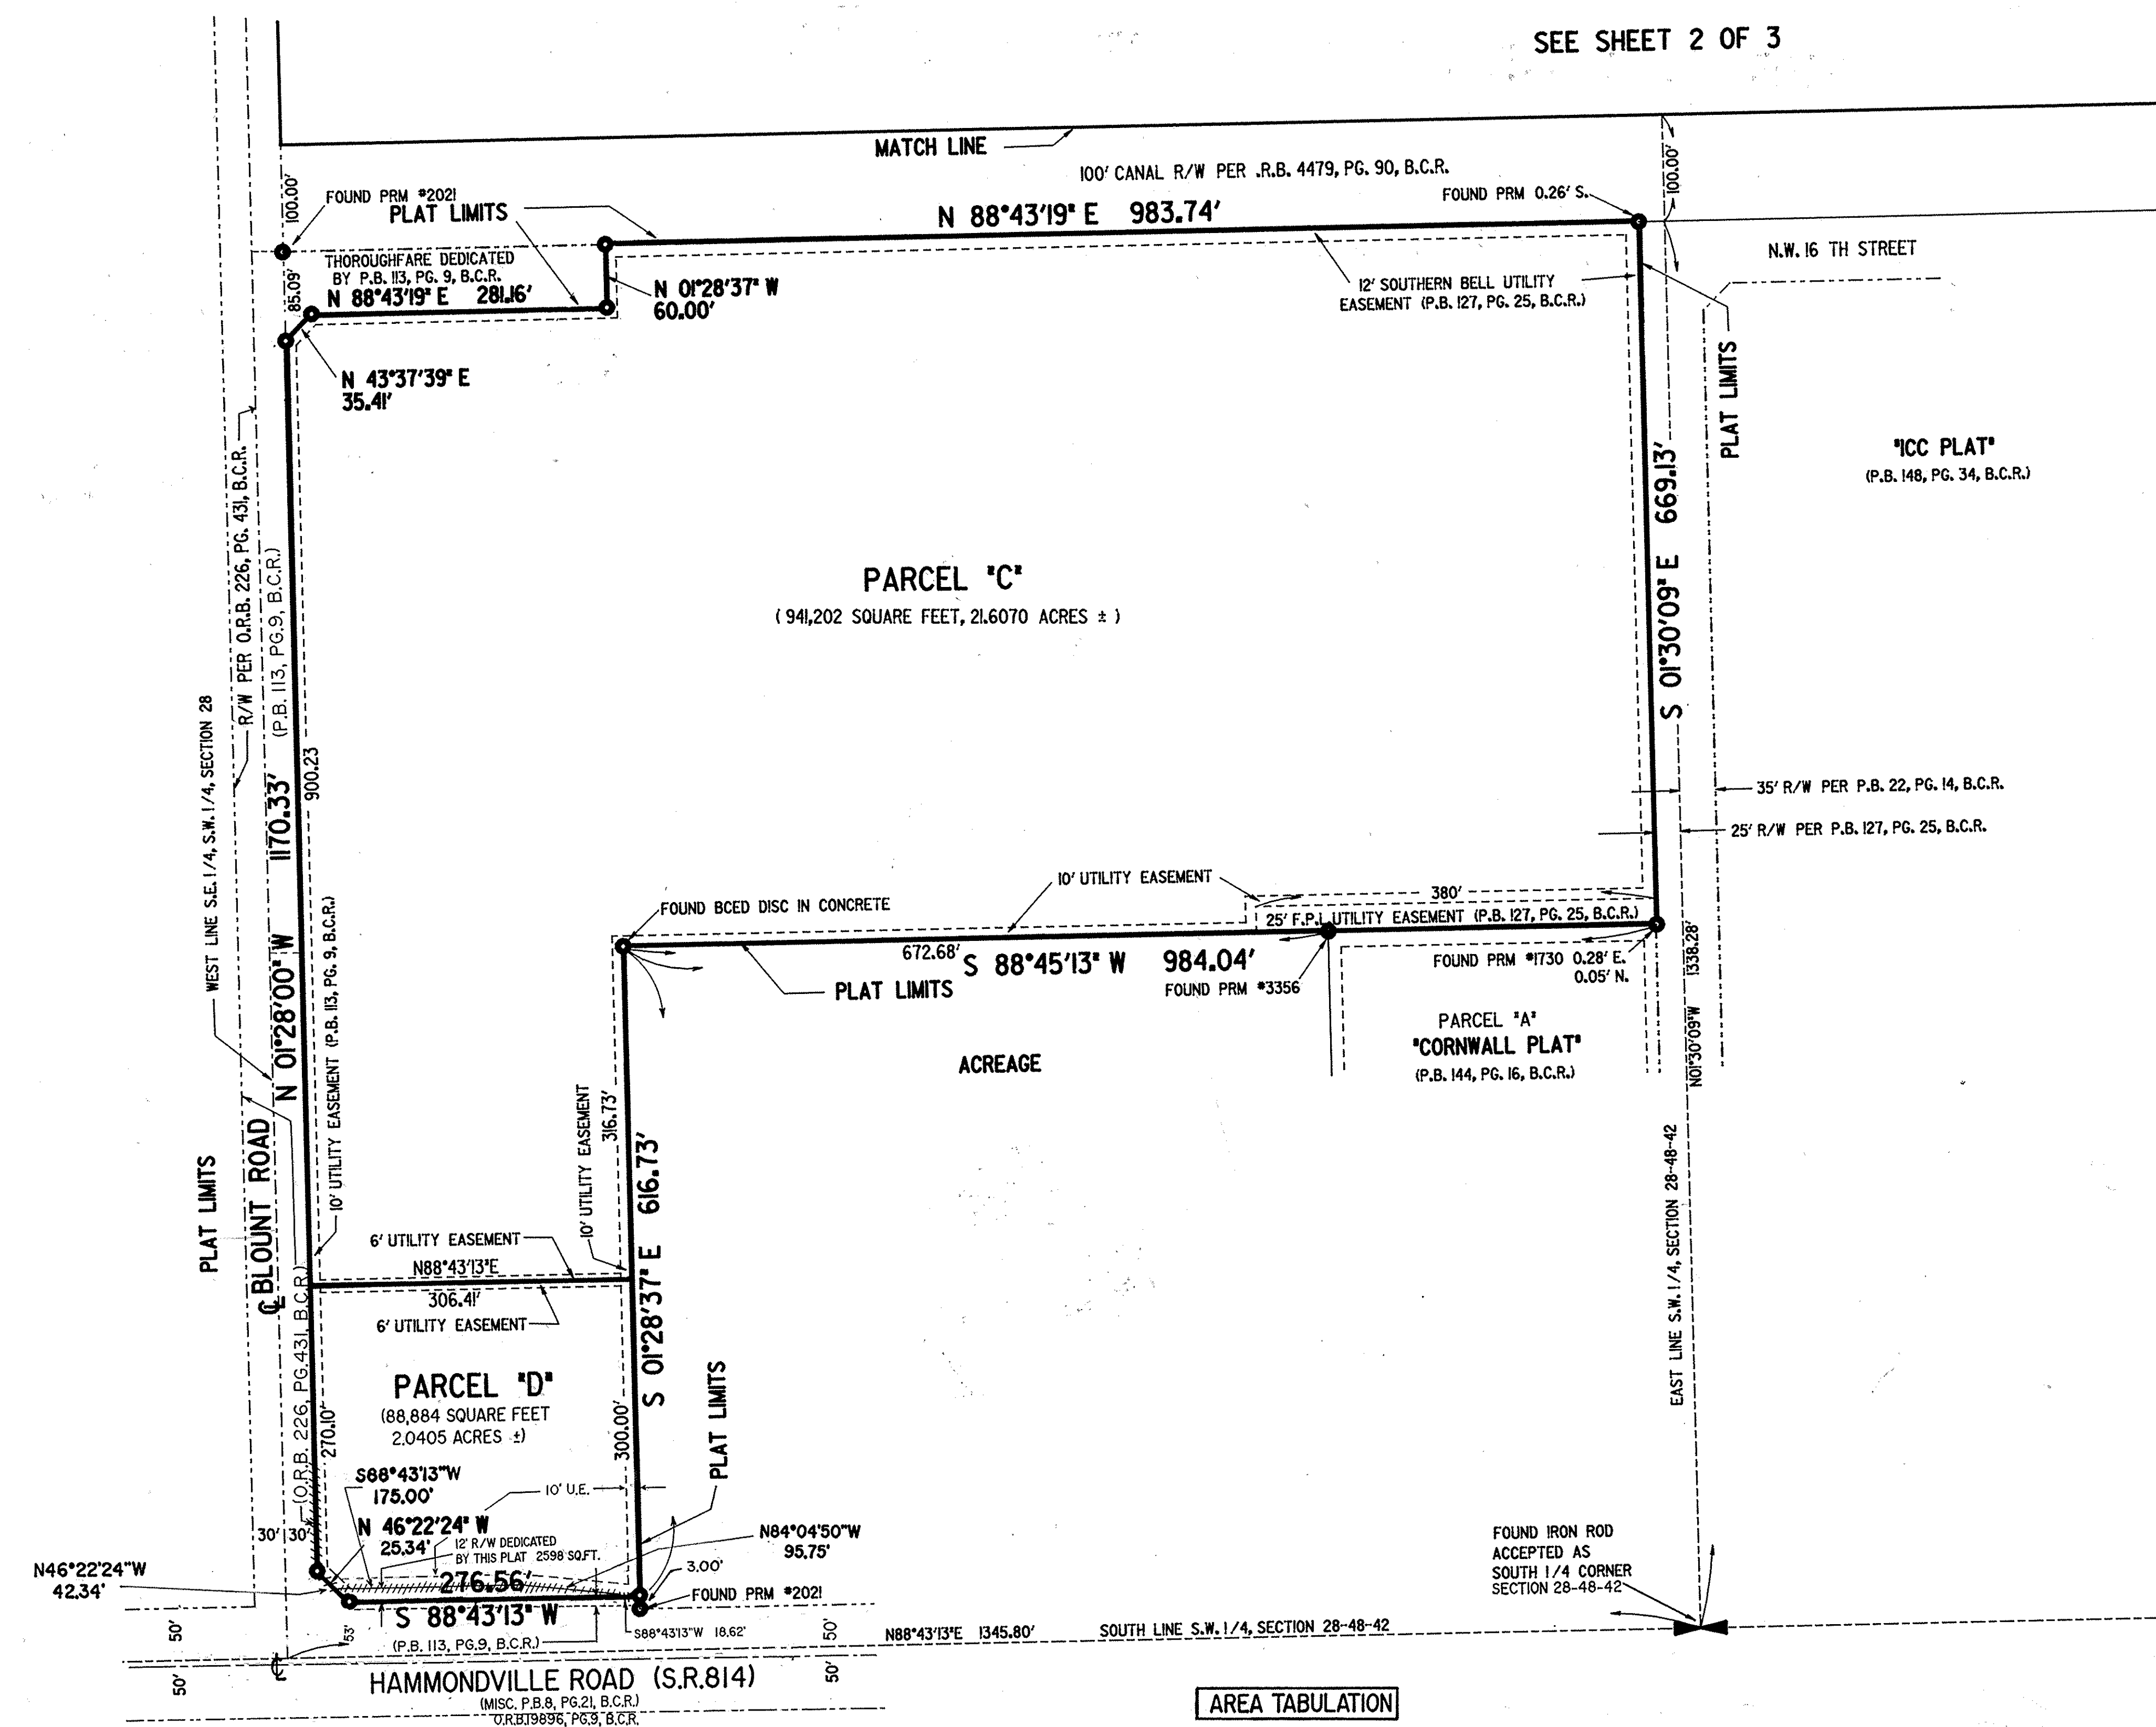 SEE SHEET 2 OF 3
MATCH LINE
100' CANAL R/W PER .R.B. 4479, PG. 90, B.C.R.
100.00'
100.00'
FOUND PRM #2021
PLAT LIMITS
N 88°43'19" E 983.74'
FOUND PRM 0.26' S.
N.W. 16 TH STREET
THOROUGHFARE DEDICATED
BY P.B. 113, PG. 9, B.C.R.
N 88°43'19" E 281.16'
85.09'
N 01°28'37" W
60.00'
12' SOUTHERN BELL UTILITY
EASEMENT (P.B. 127, PG. 25, B.C.R.)
N 43°37'39" E
35.41'
PLAT LIMITS
"ICC PLAT"
(P.B. 148, PG. 34, B.C.R.)
S 01°30'09" E 669.13'
R/W PER O.R.B. 226, PG. 431, B.C.R.
(P.B. 113, PG.9, B.C.R.)
PARCEL "C"
( 941,202 SQUARE FEET, 21.6070 ACRES ± )
WEST LINE S.E. 1/4, S.W. 1/4, SECTION 28
900.23
N 01°28'00" W 1170.33'
35' R/W PER P.B. 22, PG. 14, B.C.R.
25' R/W PER P.B. 127, PG. 25, B.C.R.
10' UTILITY EASEMENT
380'
FOUND BCED DISC IN CONCRETE
25' F.P.L UTILITY EASEMENT (P.B. 127, PG. 25, B.C.R.)
672.68'
S 88°45'13" W 984.04'
PLAT LIMITS
FOUND PRM #3356
FOUND PRM #1730 0.28' E.
0.05' N.
10' UTILITY EASEMENT (P.B. 113, PG. 9, B.C.R.)
PARCEL "A"
"CORNWALL PLAT"
(P.B. 144, PG. 16, B.C.R.)
N01°30'09"W 1338.28'
ACREAGE
10' UTILITY EASEMENT
316.73'
S 01°28'37" E 616.73'
PLAT LIMITS
℄ BLOUNT ROAD
EAST LINE S.W. 1/4, SECTION 28-48-42
6' UTILITY EASEMENT
N88°43'13"E
306.41'
6' UTILITY EASEMENT
(O.R.B. 226, PG.431, B.C.R.)
PARCEL "D"
(88,884 SQUARE FEET
2.0405 ACRES ±)
270.10'
300.00'
PLAT LIMITS
S88°43'13"W
175.00'
10' U.E.
N 46°22'24" W
25.34'
12' R/W DEDICATED
BY THIS PLAT 2598 SQ.FT.
30' 30'
N84°04'50"W
95.75'
3.00'
N46°22'24"W
42.34'
276.56'
FOUND PRM #2021
S 88°43'13" W
FOUND IRON ROD
ACCEPTED AS
SOUTH 1/4 CORNER
SECTION 28-48-42
50'
53'
(P.B. 113, PG.9, B.C.R.)
S88°43'13"W 18.62'
50'
N88°43'13"E 1345.80'
SOUTH LINE S.W. 1/4, SECTION 28-48-42
℄
50'
HAMMONDVILLE ROAD (S.R.814)
50'
(MISC. P.B.8, PG.21, B.C.R.)
O.R.B.19896, PG.9, B.C.R.
AREA TABULATION